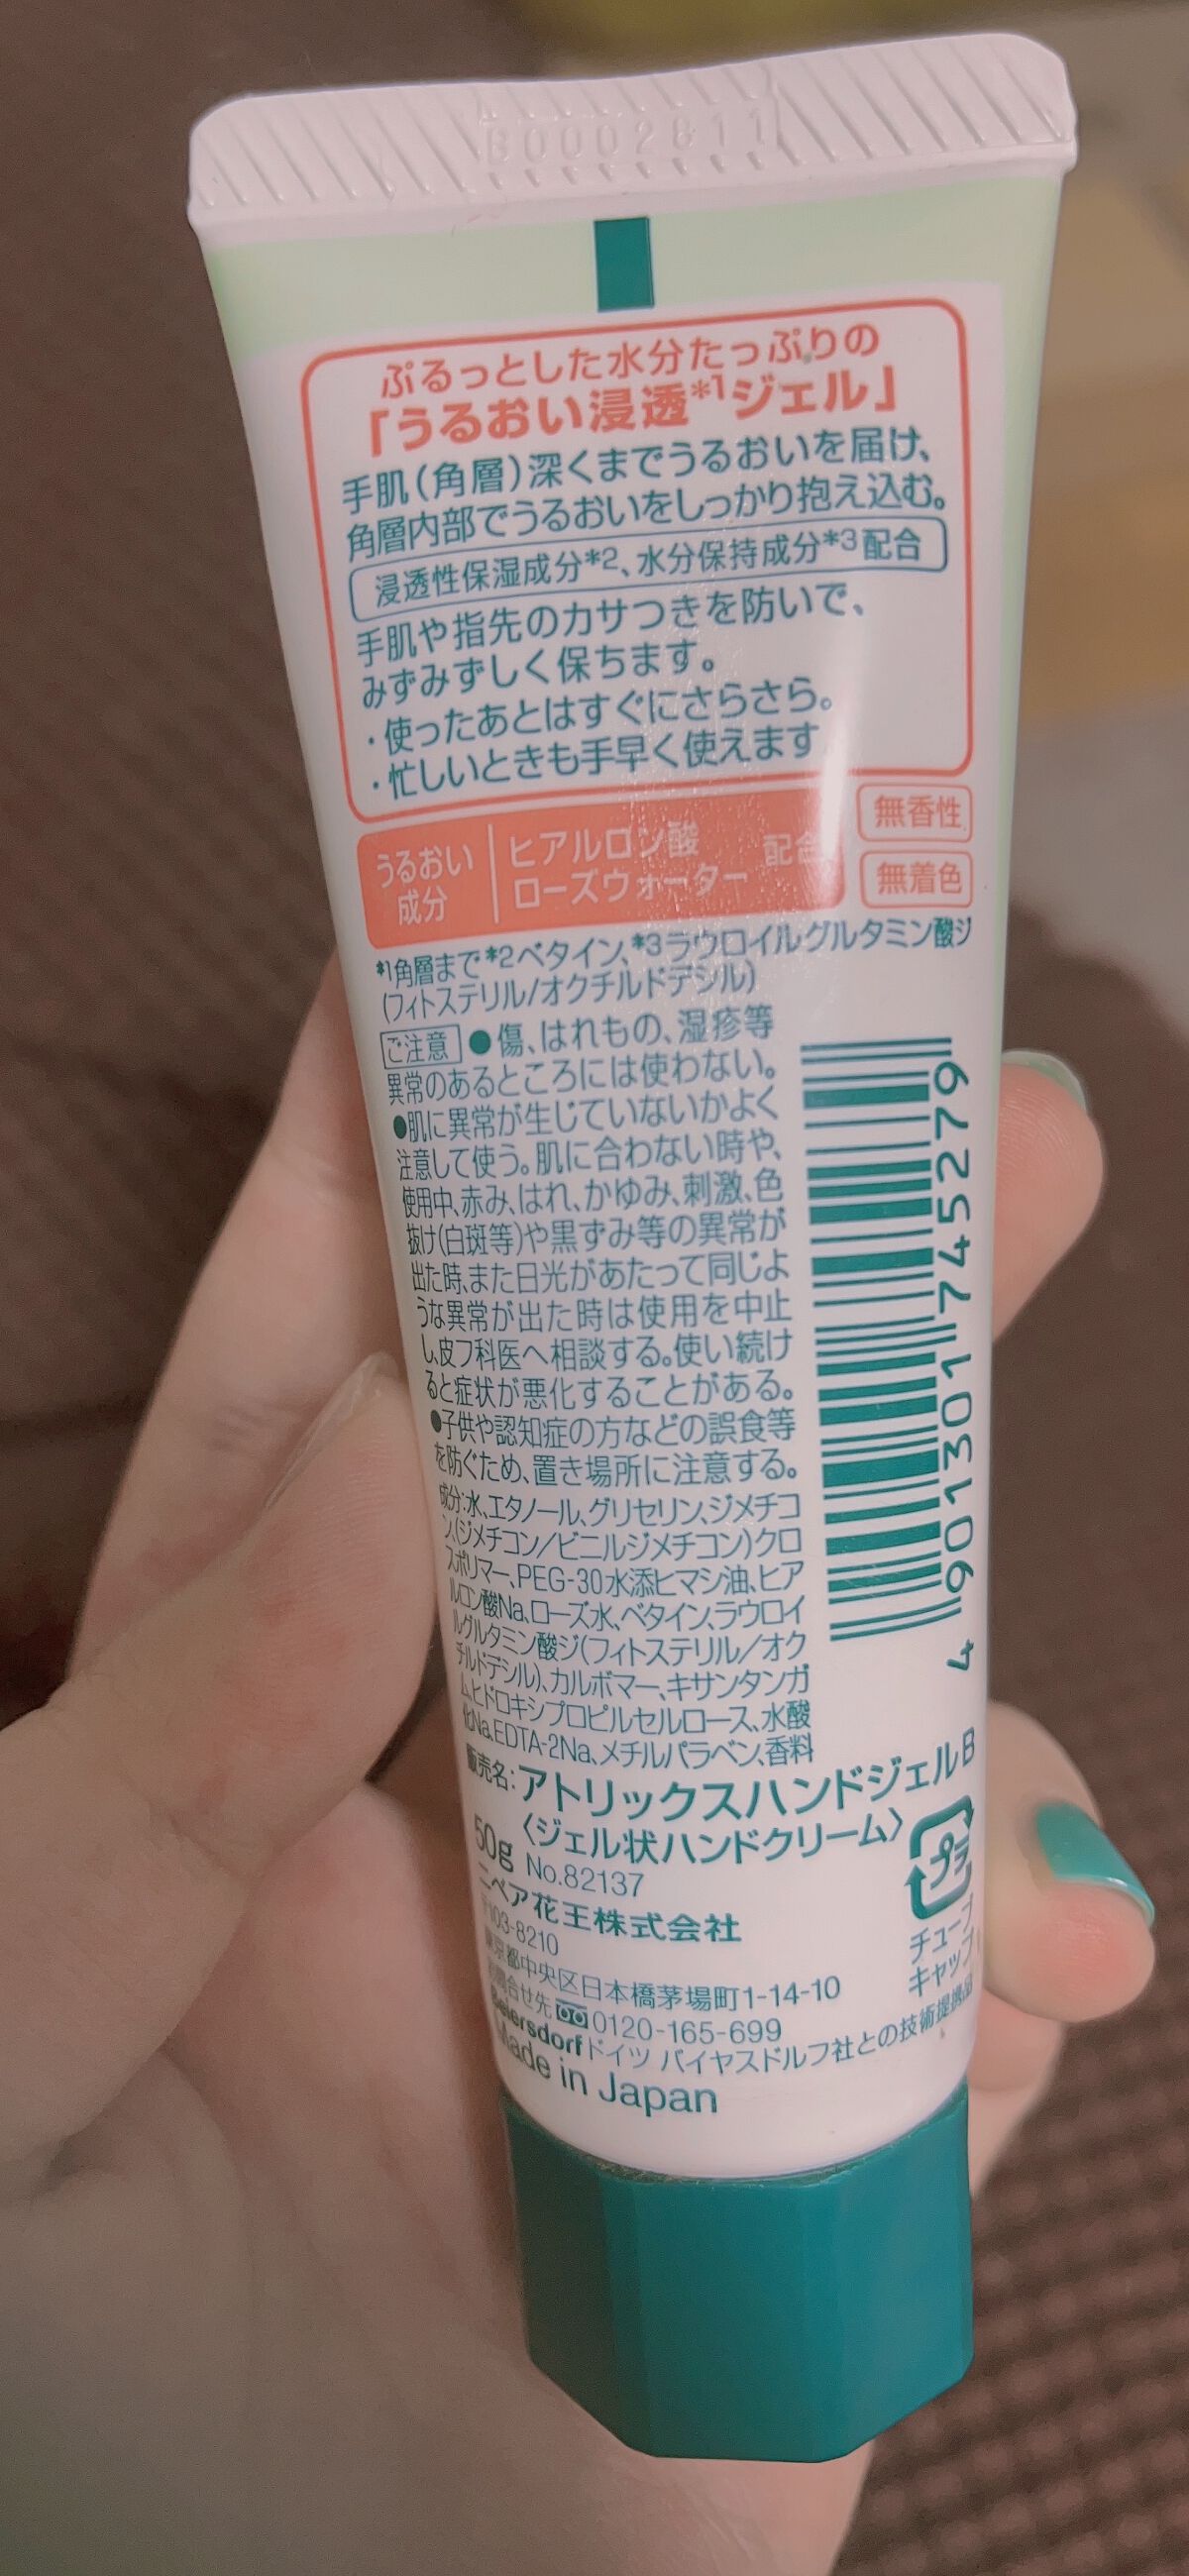 B0002811
ぷるっとした水分たっぷりの
「うるおい浸透*1ジェル」
手肌(角層)深くまでうるおいを届け、
角層内部でうるおいをしっかり抱え込む。
浸透性保湿成分*2、水分保持成分*3配合
手肌や指先のカサつきを防いで、
みずみずしく保ちます。
・使ったあとはすぐにさらさら。
・忙しいときも手早く使えます
うるおい
成分
ヒアルロン酸
ローズウォーター
配合
無香性
無着色
*1角層まで *2ベタイン、*3ラウロイルグルタミン酸ジ
(フィトステリル/オクチルドデシル)
ご注意 ●傷、はれもの、湿疹等
異常のあるところには使わない。
●肌に異常が生じていないかよく
注意して使う。肌に合わない時や、
使用中、赤み、はれ、かゆみ、刺激、色
抜け(白斑等)や黒ずみ等の異常が
出た時、また日光があたって同じよ
うな異常が出た時は使用を中止
し、皮フ科医へ相談する。使い続け
ると症状が悪化することがある。
●子供や認知症の方などの誤食等
を防ぐため、置き場所に注意する。
成分:水、エタノール、グリセリン、ジメチコ
ン、(ジメチコン/ビニルジメチコン)クロ
スポリマー、PEG-30水添ヒマシ油、ヒア
ルロン酸Na、ローズ水、ベタイン、ラウロイ
ルグルタミン酸ジ(フィトステリル/オク
チルドデシル)、カルボマー、キサンタンガ
ム、ヒドロキシプロピルセルロース、水酸
化Na、EDTA-2Na、メチルパラベン、香料
販売名:アトリックスハンドジェルB
〈ジェル状ハンドクリーム〉
50g No.82137
ニベア花王株式会社
〒103-8210
東京都中央区日本橋茅場町1-14-10
お問合せ先 0120-165-699
Beiersdorf ドイツ バイヤスドルフ社との技術提携品
Made in Japan
4 901301 747259
プラ
チューブ
キャップ